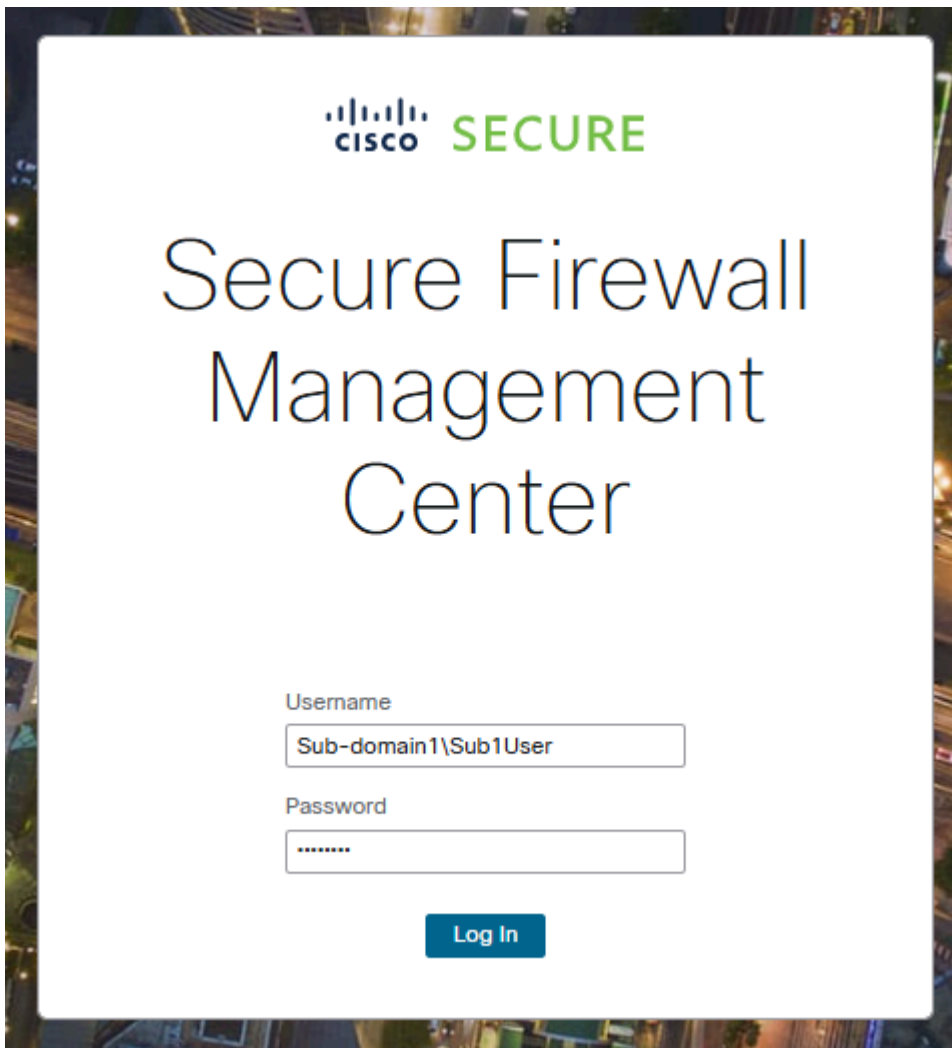 CISCO SECURE
Secure Firewall
Management
Center
Username
Sub-domain1\Sub1User
Password
••••••••
Log In